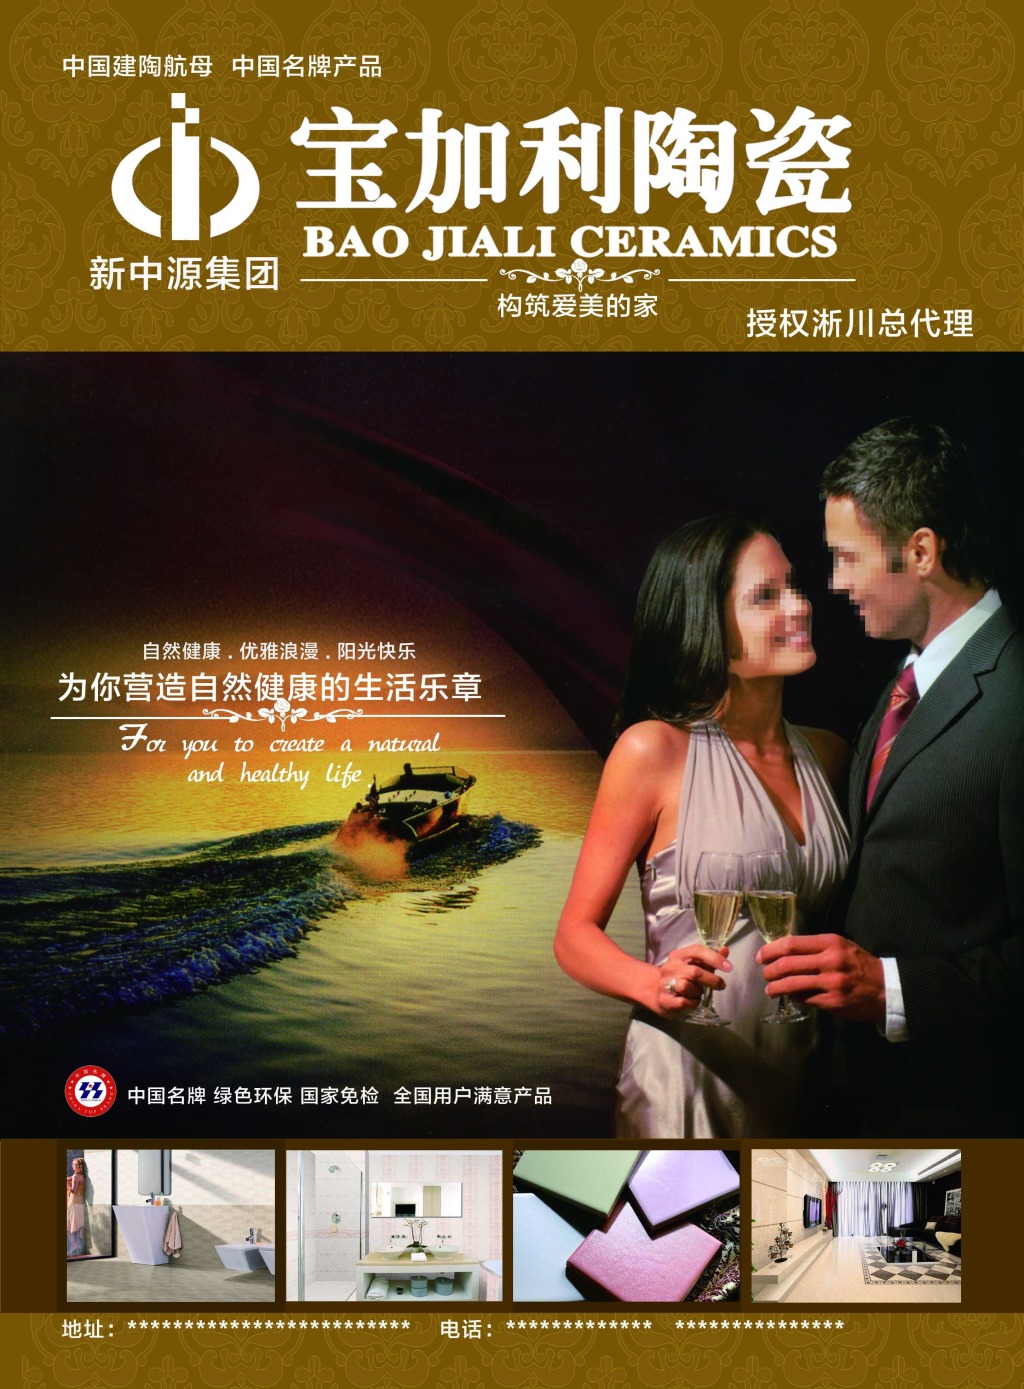 中国建陶航母 中国名牌产品
宝加利陶瓷
BAO JIALI CERAMICS
新中源集团
构筑爱美的家
授权淅川总代理
自然健康 . 优雅浪漫 . 阳光快乐
为你营造自然健康的生活乐章
For you to create a natural
and healthy life
中国名牌 绿色环保 国家免检 全国用户满意产品
地址：************************* 电话：************* ***************